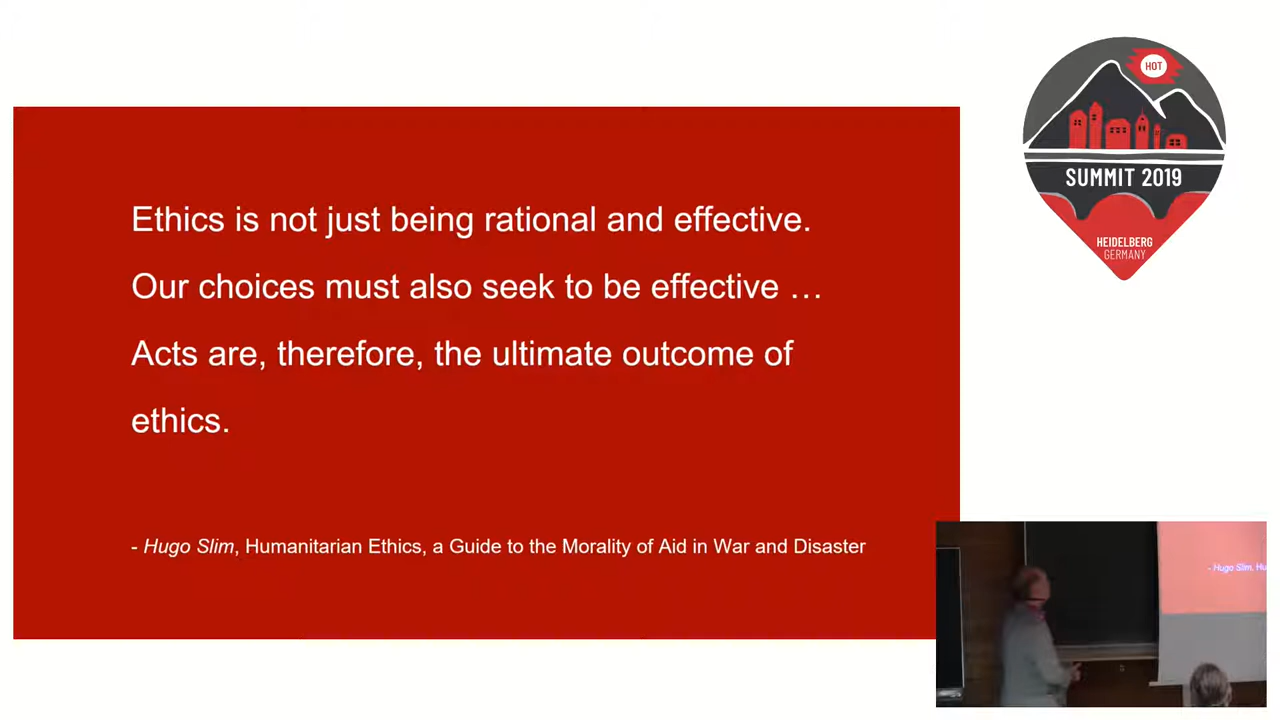 Ethics is not just being rational and effective.
Our choices must also seek to be effective …
Acts are, therefore, the ultimate outcome of
ethics.
- Hugo Slim, Humanitarian Ethics, a Guide to the Morality of Aid in War and Disaster
HOT
SUMMIT 2019
HEIDELBERG
GERMANY
- Hugo Slim, Hu